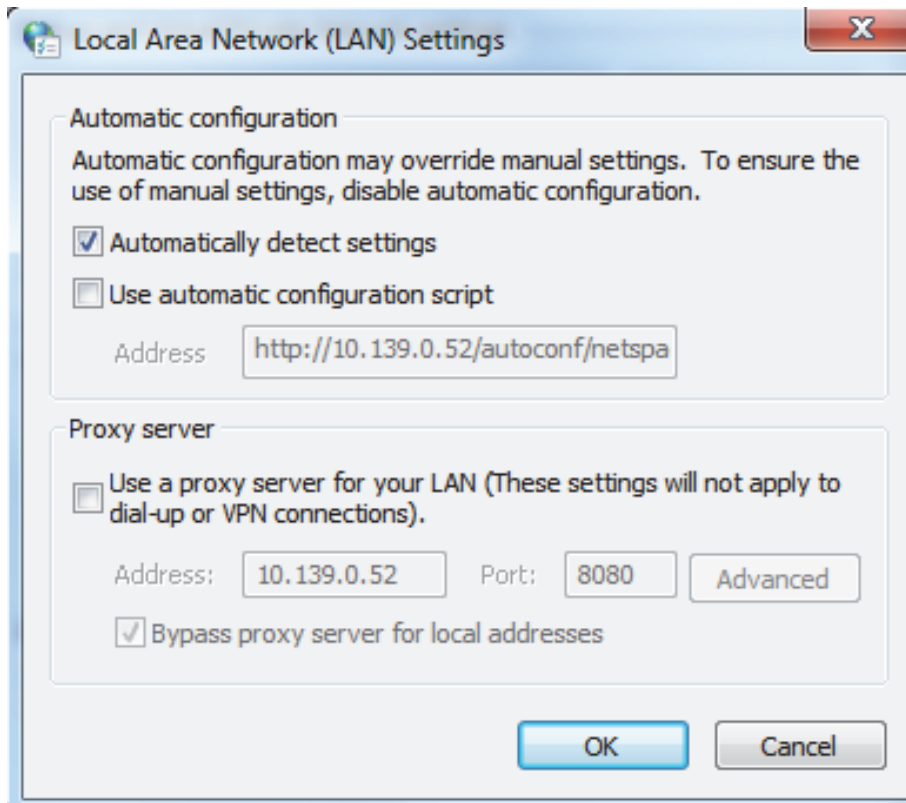 Local Area Network (LAN) Settings
Automatic configuration
Automatic configuration may override manual settings. To ensure the
use of manual settings, disable automatic configuration.
Automatically detect settings
Use automatic configuration script
Address http://10.139.0.52/autoconf/netspa
Proxy server
Use a proxy server for your LAN (These settings will not apply to
dial-up or VPN connections).
Address: 10.139.0.52 Port: 8080 Advanced
Bypass proxy server for local addresses
OK Cancel